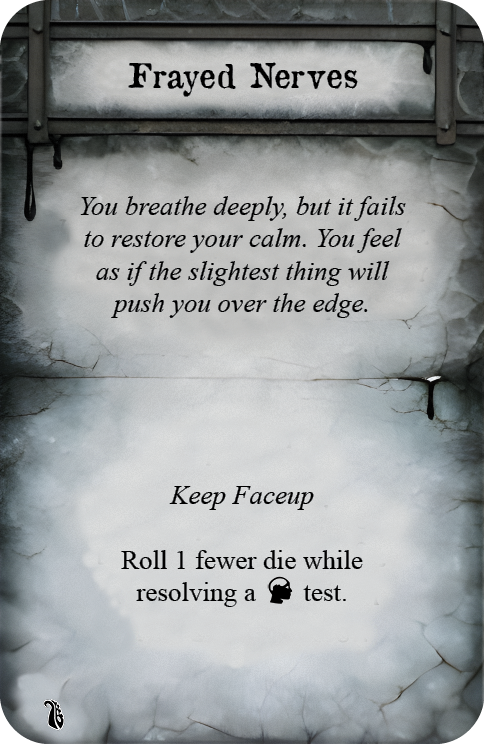 Frayed Nerves
You breathe deeply, but it fails
to restore your calm. You feel
as if the slightest thing will
push you over the edge.
Keep Faceup
Roll 1 fewer die while
resolving a test.